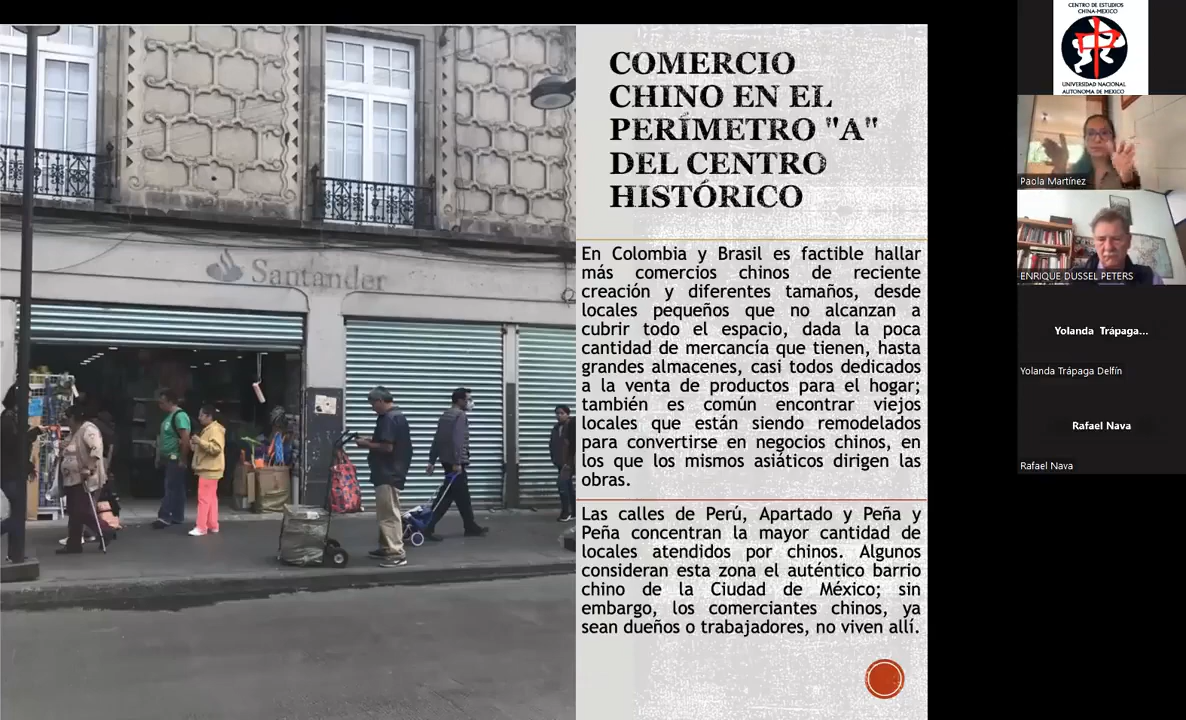 COMERCIO
CHINO EN EL
PERÍMETRO "A"
DEL CENTRO
HISTÓRICO
En Colombia y Brasil es factible hallar
más comercios chinos de reciente
creación y diferentes tamaños, desde
locales pequeños que no alcanzan a
cubrir todo el espacio, dada la poca
cantidad de mercancía que tienen, hasta
grandes almacenes, casi todos dedicados
a la venta de productos para el hogar;
también es común encontrar viejos
locales que están siendo remodelados
para convertirse en negocios chinos, en
los que los mismos asiáticos dirigen las
obras.
Las calles de Perú, Apartado y Peña y
Peña concentran la mayor cantidad de
locales atendidos por chinos. Algunos
consideran esta zona el auténtico barrio
chino de la Ciudad de México; sin
embargo, los comerciantes chinos, ya
sean dueños o trabajadores, no viven allí.
Santander
CENTRO DE ESTUDIOS
CHINA-MEXICO
UNIVERSIDAD NACIONAL
AUTONOMA DE MEXICO
Paola Martínez
ENRIQUE DUSSEL PETERS
Yolanda Trápaga...
Yolanda Trápaga Delfín
Rafael Nava
Rafael Nava